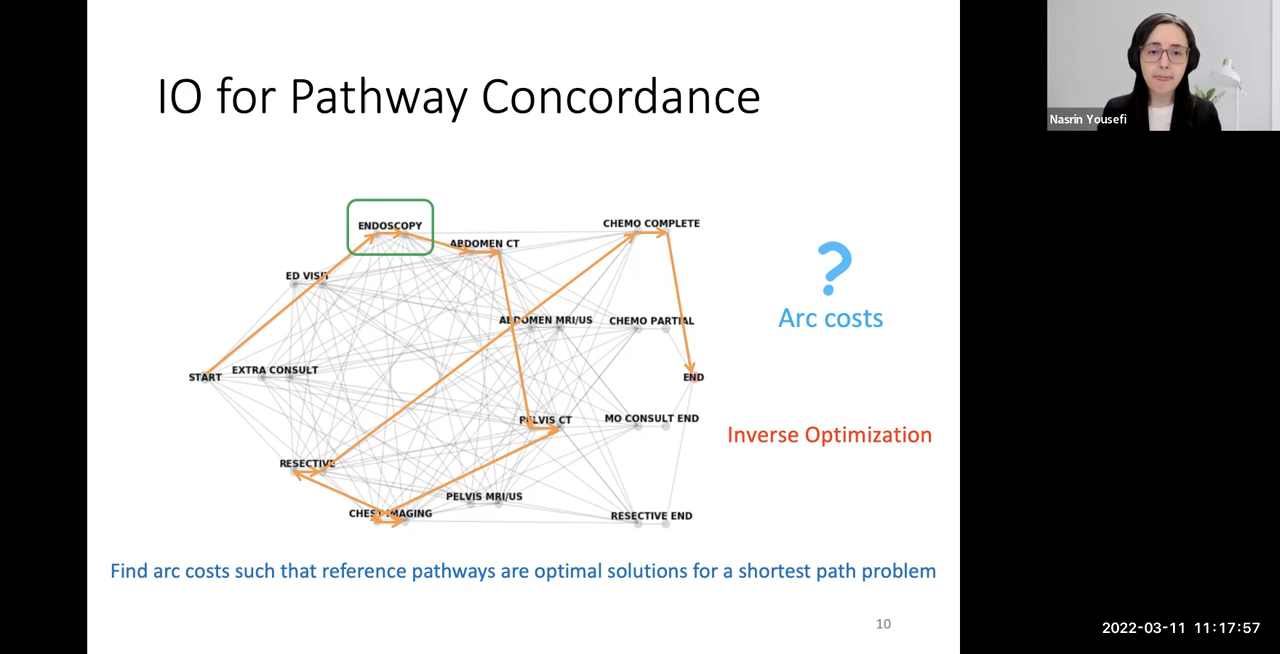 IO for Pathway Concordance
Nasrin Yousefi
ENDOSCOPY
CHEMO COMPLETE
ABDOMEN CT
ED VISIT
?
ABDOMEN MRI/US
CHEMO PARTIAL
Arc costs
START
EXTRA CONSULT
END
PELVIS CT
MO CONSULT END
Inverse Optimization
RESECTIVE
PELVIS MRI/US
CHEST IMAGING
RESECTIVE END
Find arc costs such that reference pathways are optimal solutions for a shortest path problem
10
2022-03-11 11:17:57